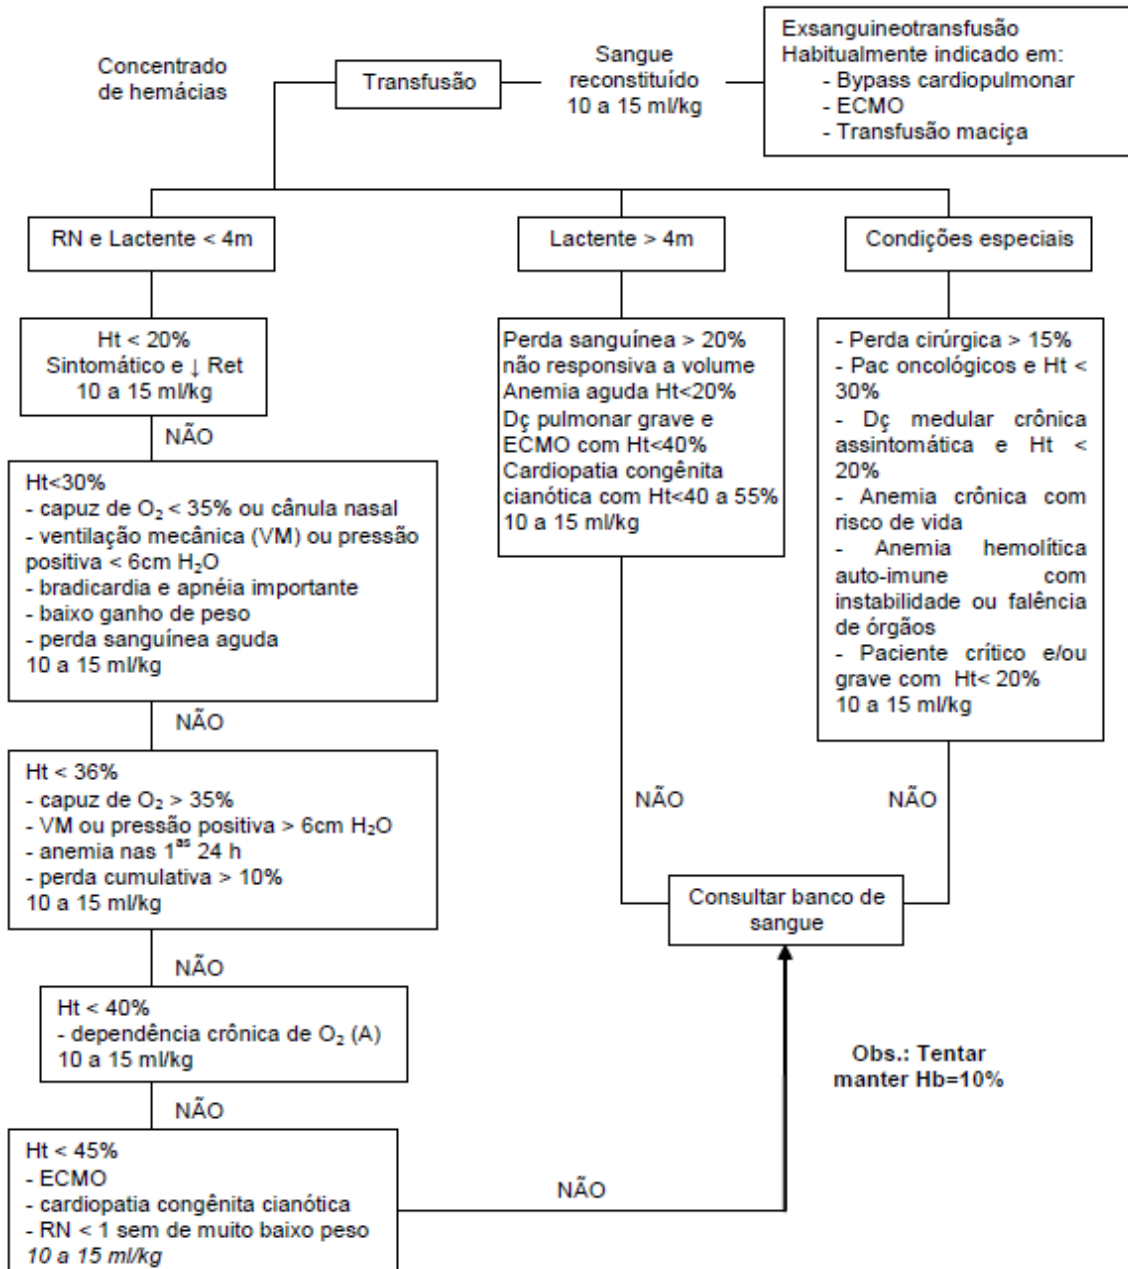 Concentrado
de hemácias
Transfusão
Sangue
reconstituído
10 a 15 ml/kg
Exsanguineotransfusão
Habitualmente indicado em:
- Bypass cardiopulmonar
- ECMO
- Transfusão maciça
RN e Lactente < 4m
Lactente > 4m
Condições especiais
Ht < 20%
Sintomático e ↓ Ret
10 a 15 ml/kg
NÃO
Ht<30%
- capuz de O₂ < 35% ou cânula nasal
- ventilação mecânica (VM) ou pressão
positiva < 6cm H₂O
- bradicardia e apnéia importante
- baixo ganho de peso
- perda sanguínea aguda
10 a 15 ml/kg
NÃO
Ht < 36%
- capuz de O₂ > 35%
- VM ou pressão positiva > 6cm H₂O
- anemia nas 1ᵃˢ 24 h
- perda cumulativa > 10%
10 a 15 ml/kg
NÃO
Ht < 40%
- dependência crônica de O₂ (A)
10 a 15 ml/kg
NÃO
Ht < 45%
- ECMO
- cardiopatia congênita cianótica
- RN < 1 sem de muito baixo peso
10 a 15 ml/kg
NÃO
Perda sanguínea > 20%
não responsiva a volume
Anemia aguda Ht<20%
Dç pulmonar grave e
ECMO com Ht<40%
Cardiopatia congênita
cianótica com Ht<40 a 55%
10 a 15 ml/kg
NÃO
- Perda cirúrgica > 15%
- Pac oncológicos e Ht <
30%
- Dç medular crônica
assintomática e Ht <
20%
- Anemia crônica com
risco de vida
- Anemia hemolítica
auto-imune com
instabilidade ou falência
de órgãos
- Paciente crítico e/ou
grave com Ht< 20%
10 a 15 ml/kg
NÃO
Consultar banco de
sangue
Obs.: Tentar
manter Hb=10%